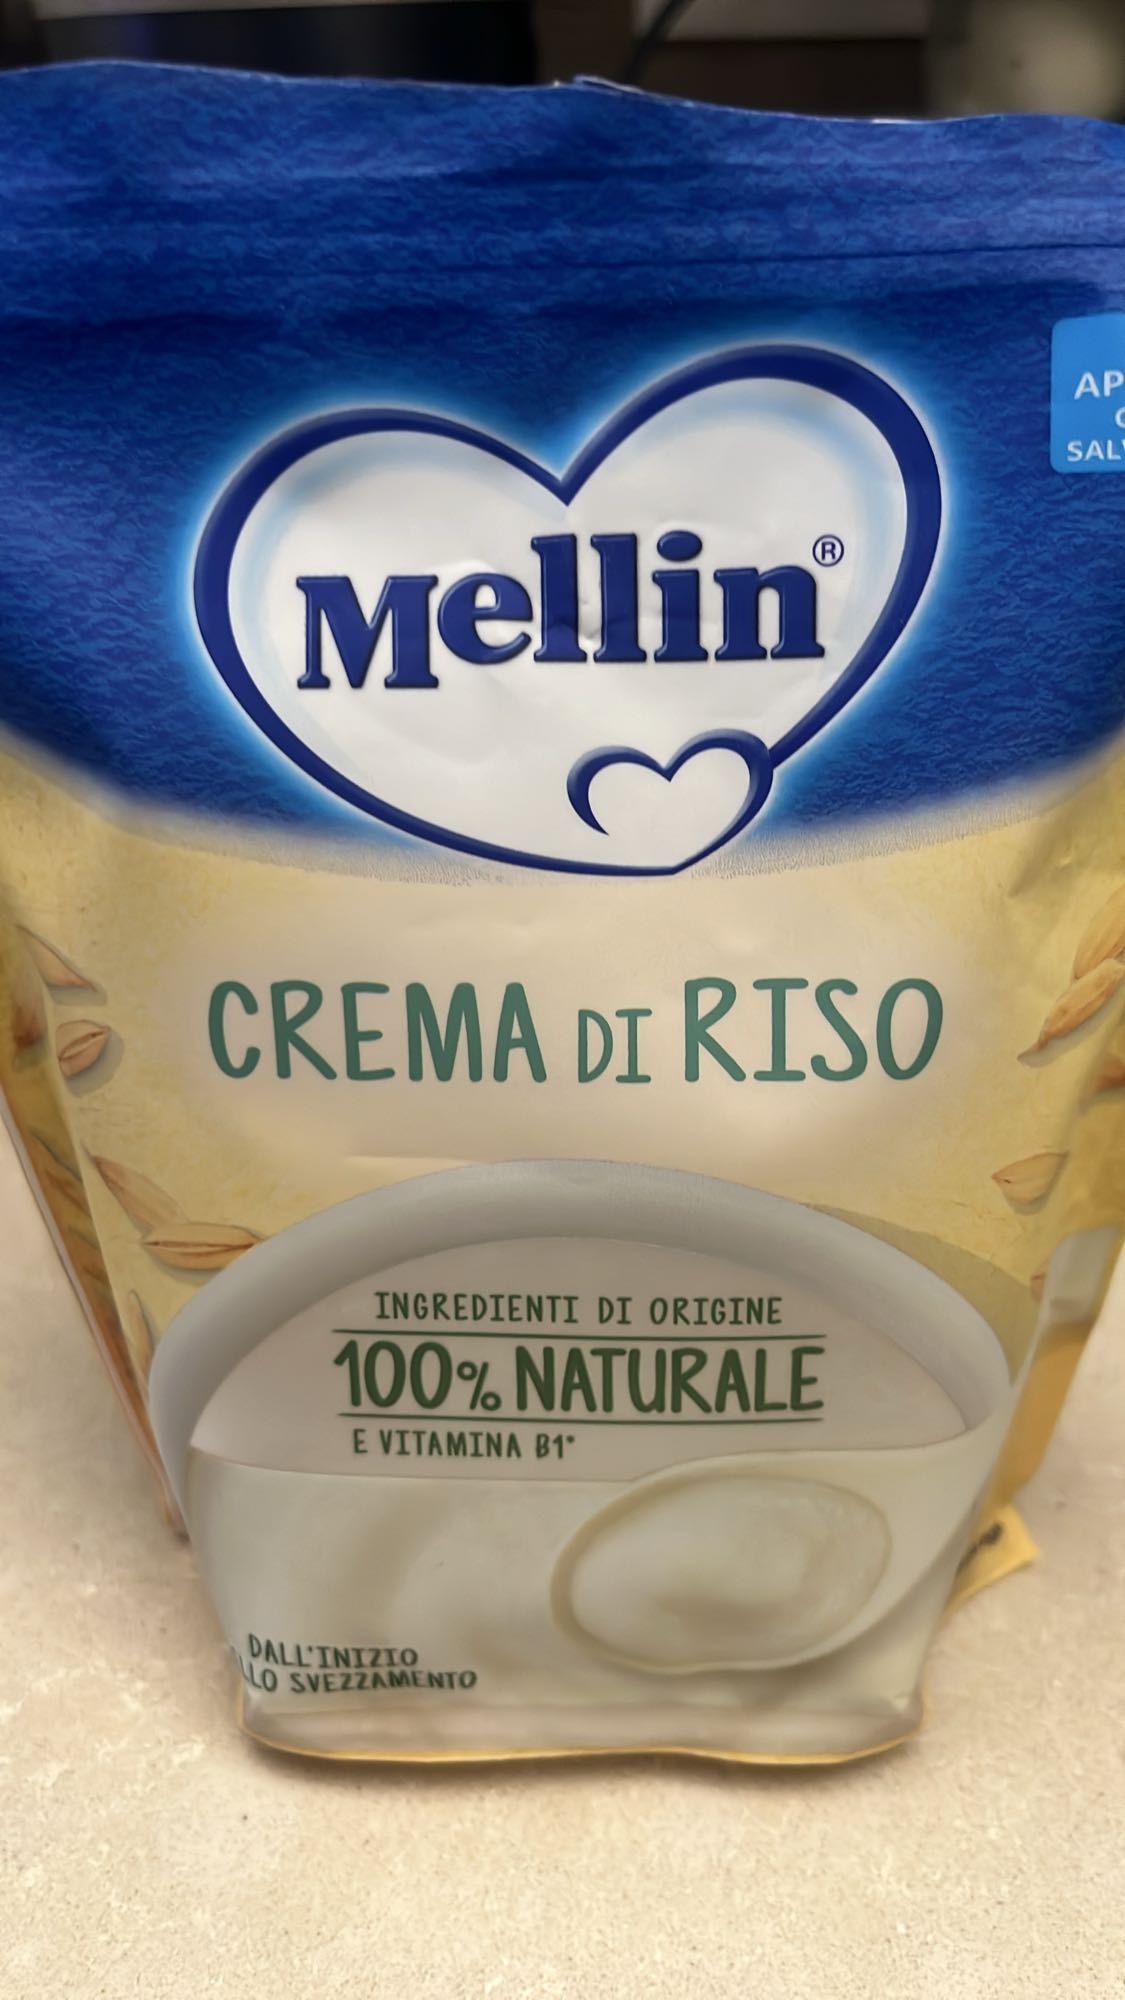 Mellin®
CREMA DI RISO
INGREDIENTI DI ORIGINE
100% NATURALE
E VITAMINA B1*
DALL'INIZIO
SVEZZAMENTO